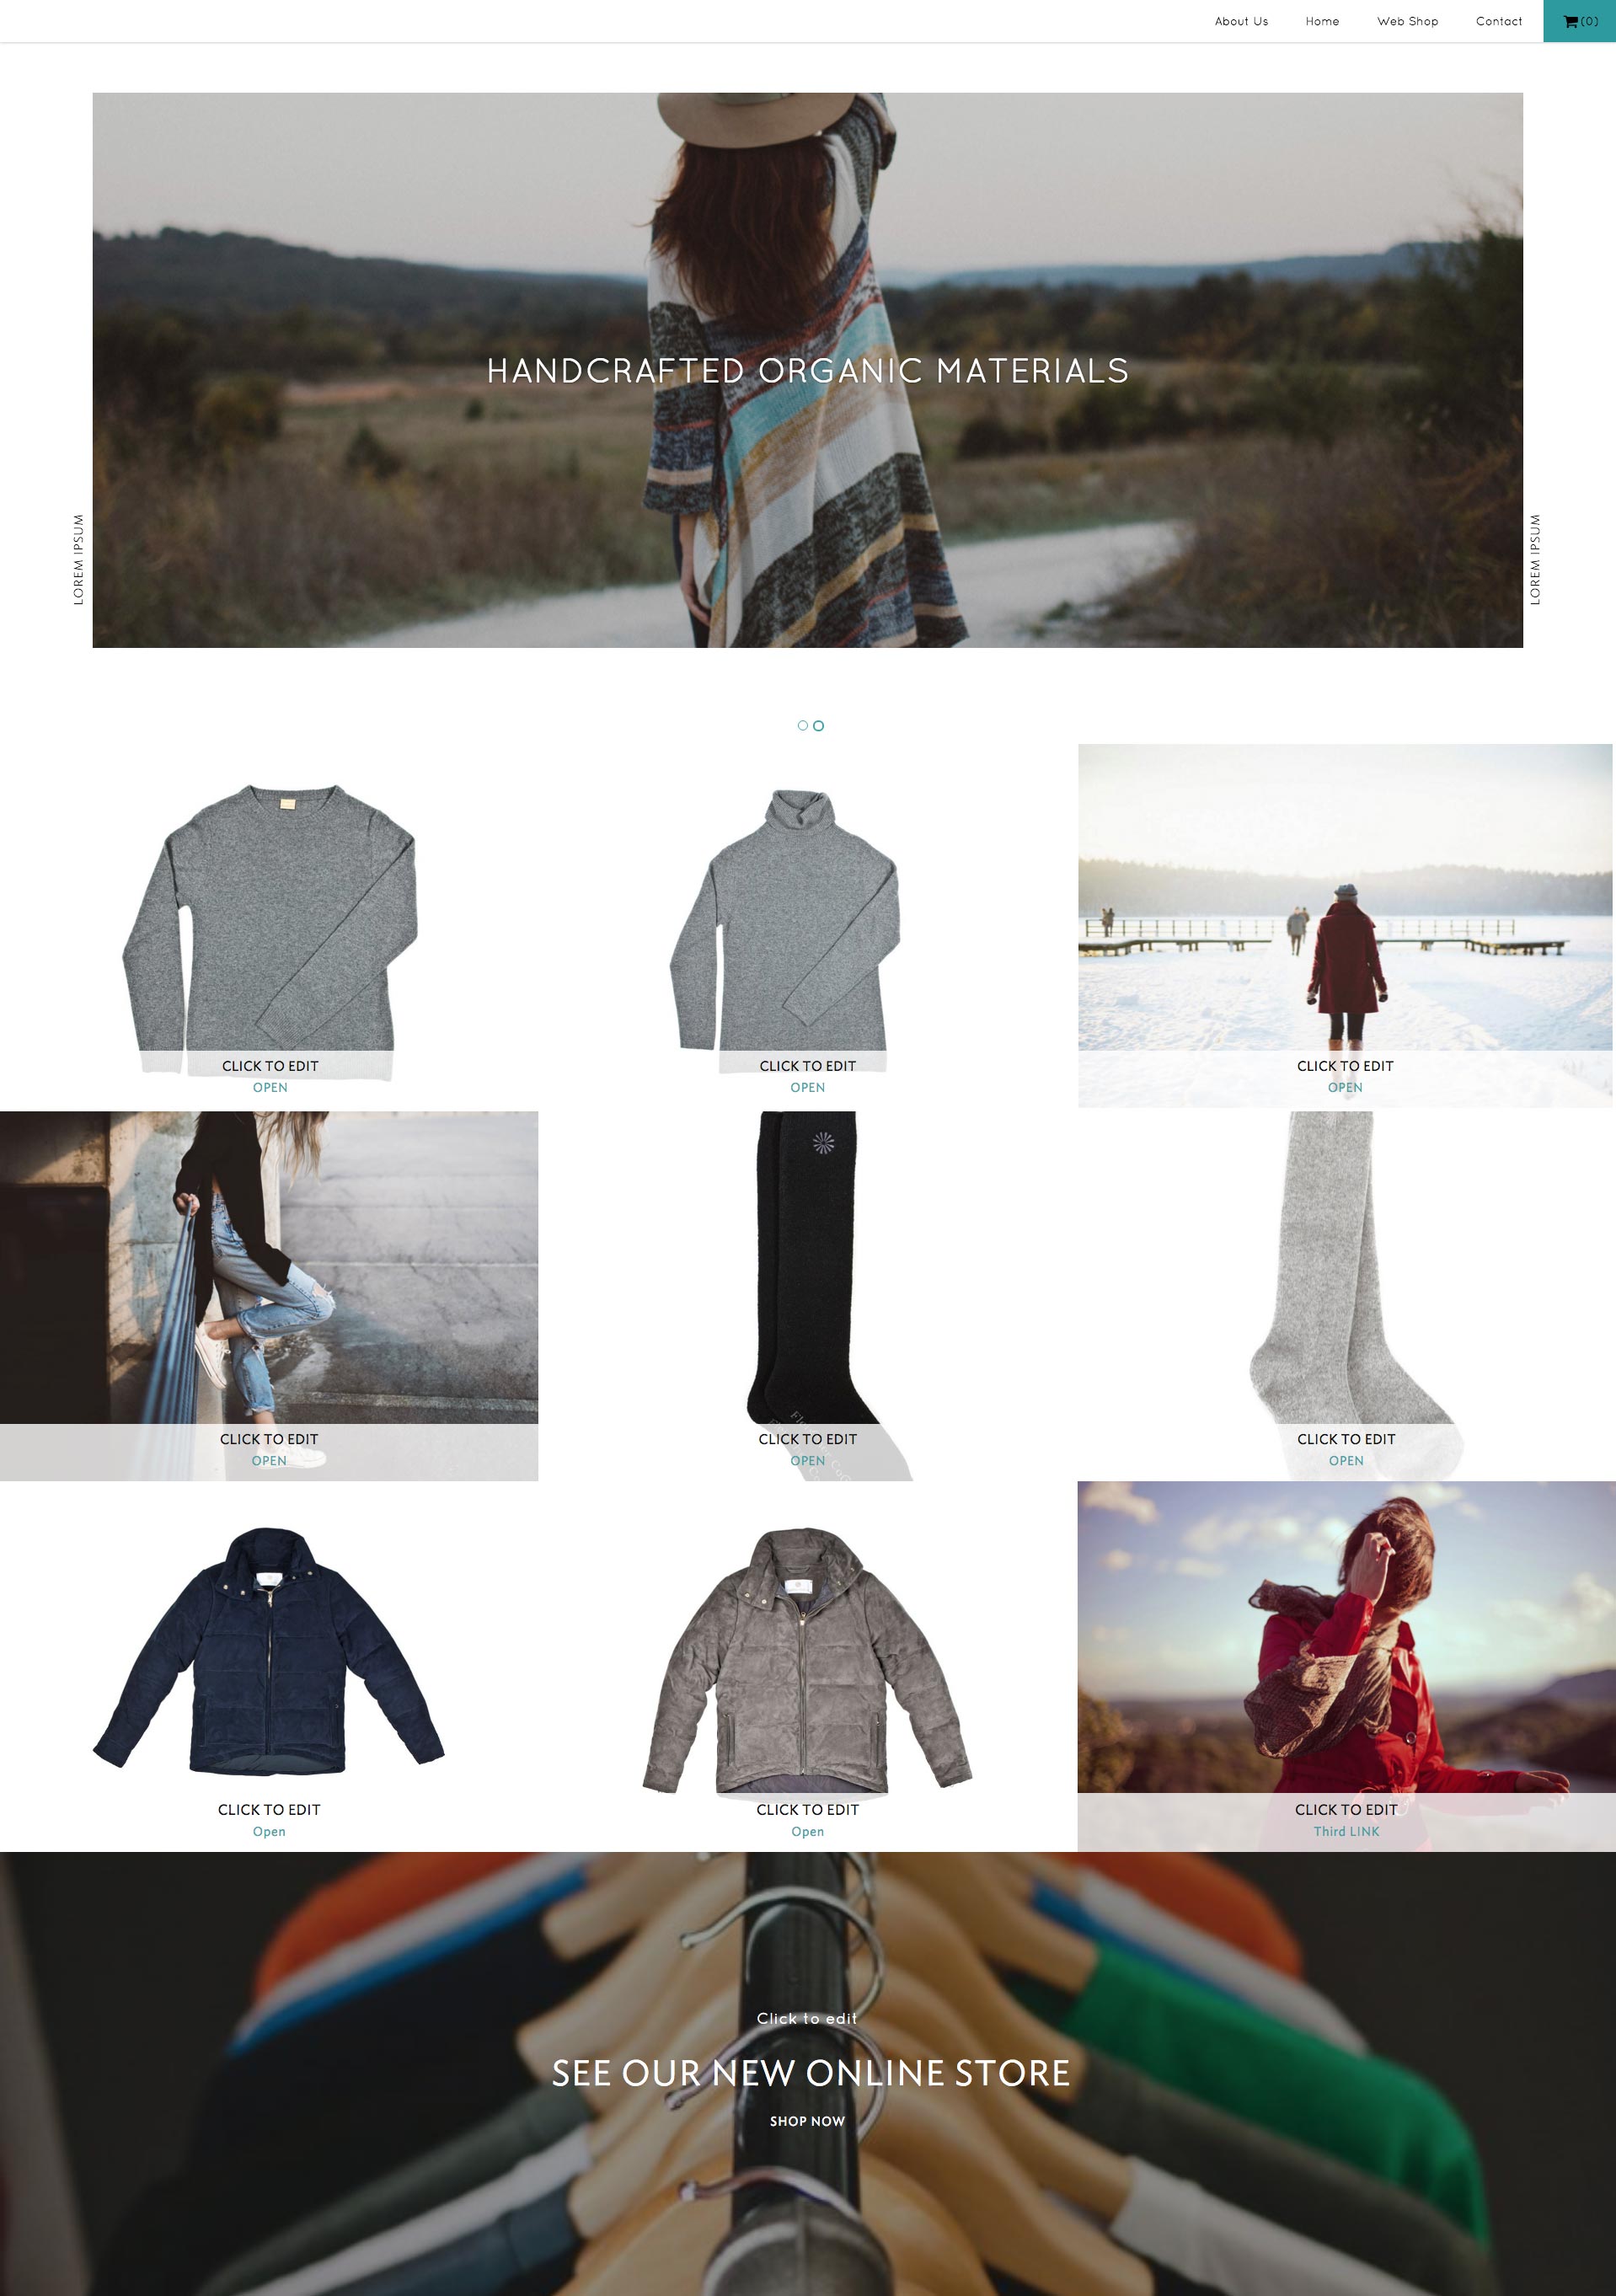 About Us
Home
Web Shop
Contact
(0)
HANDCRAFTED ORGANIC MATERIALS
LOREM IPSUM
LOREM IPSUM
CLICK TO EDIT
OPEN
CLICK TO EDIT
OPEN
CLICK TO EDIT
OPEN
CLICK TO EDIT
OPEN
CLICK TO EDIT
OPEN
CLICK TO EDIT
OPEN
CLICK TO EDIT
Open
CLICK TO EDIT
Open
CLICK TO EDIT
Third LINK
Click to edit
SEE OUR NEW ONLINE STORE
SHOP NOW